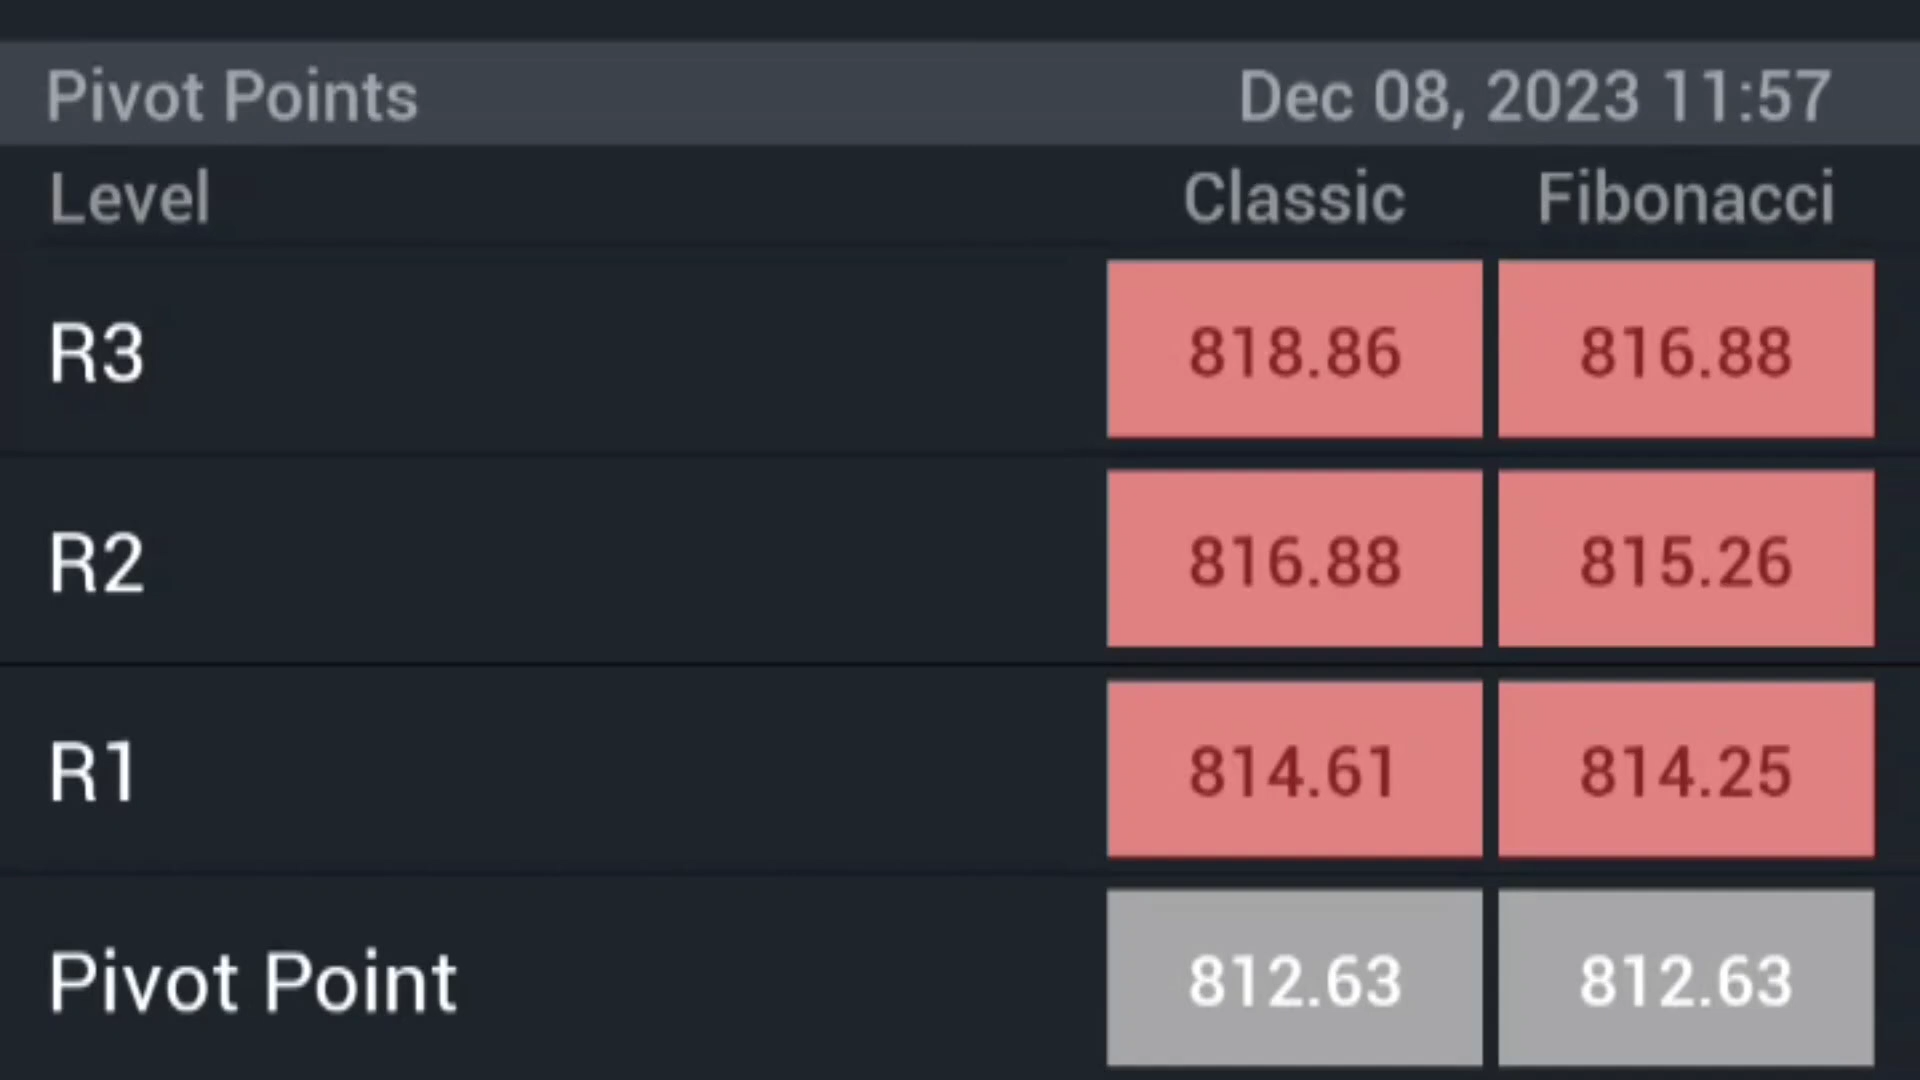 Pivot Points Dec 08, 2023 11:57
Level Classic Fibonacci
R3 818.86 816.88
R2 816.88 815.26
R1 814.61 814.25
Pivot Point 812.63 812.63